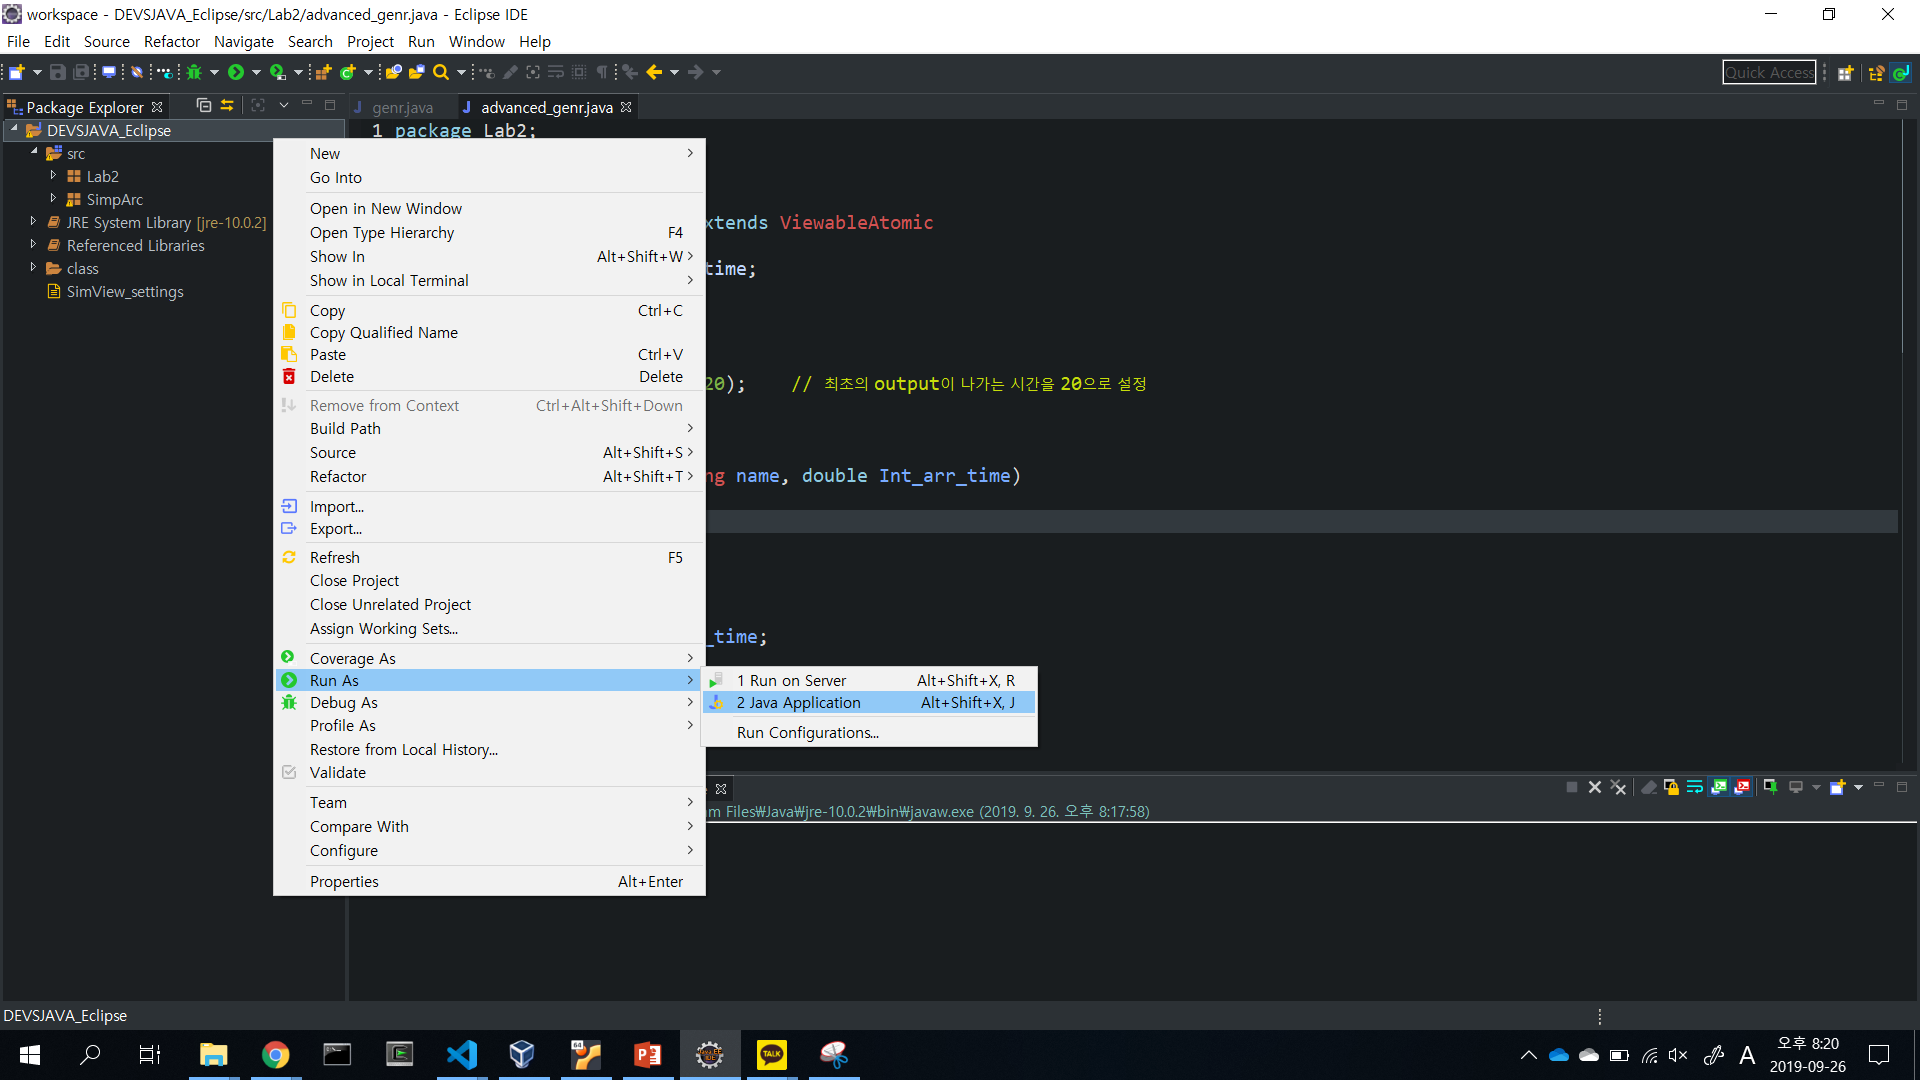 workspace - DEVSJAVA_Eclipse/src/Lab2/advanced_genr.java - Eclipse IDE
File Edit Source Refactor Navigate Search Project Run Window Help
Quick Access
Package Explorer
genr.java
advanced_genr.java
DEVSJAVA_Eclipse
src
Lab2
SimpArc
JRE System Library [jre-10.0.2]
Referenced Libraries
class
SimView_settings
1 package Lab2;
xtends ViewableAtomic
time;
20); // 최초의 output이 나가는 시간을 20으로 설정
ng name, double Int_arr_time)
_time;
New
Go Into
Open in New Window
Open Type Hierarchy F4
Show In Alt+Shift+W
Show in Local Terminal
Copy Ctrl+C
Copy Qualified Name
Paste Ctrl+V
Delete Delete
Remove from Context Ctrl+Alt+Shift+Down
Build Path
Source Alt+Shift+S
Refactor Alt+Shift+T
Import...
Export...
Refresh F5
Close Project
Close Unrelated Project
Assign Working Sets...
Coverage As
Run As
Debug As
Profile As
Restore from Local History...
Validate
Team
Compare With
Configure
Properties Alt+Enter
1 Run on Server Alt+Shift+X, R
2 Java Application Alt+Shift+X, J
Run Configurations...
am Files₩Java₩jre-10.0.2₩bin₩javaw.exe (2019. 9. 26. 오후 8:17:58)
DEVSJAVA_Eclipse
64
TALK
A
오후 8:20
2019-09-26